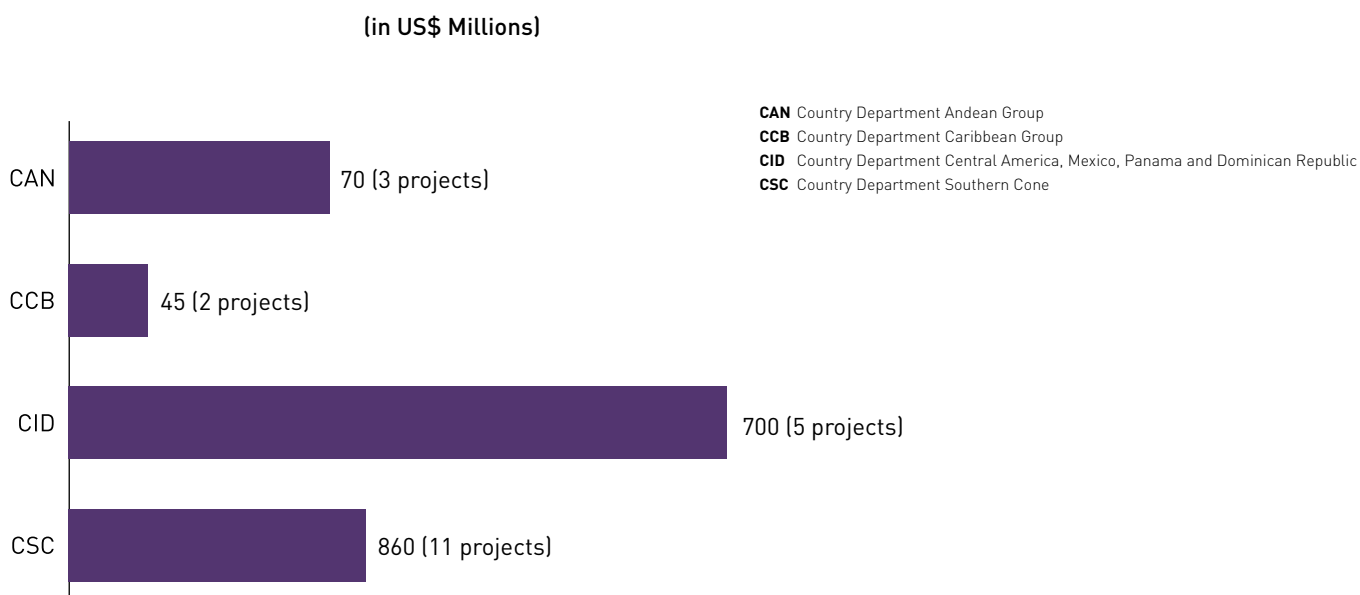 (in US$ Millions)
CAN Country Department Andean Group
CCB Country Department Caribbean Group
CID Country Department Central America, Mexico, Panama and Dominican Republic
CSC Country Department Southern Cone
CAN 70 (3 projects)
CCB 45 (2 projects)
CID 700 (5 projects)
CSC 860 (11 projects)